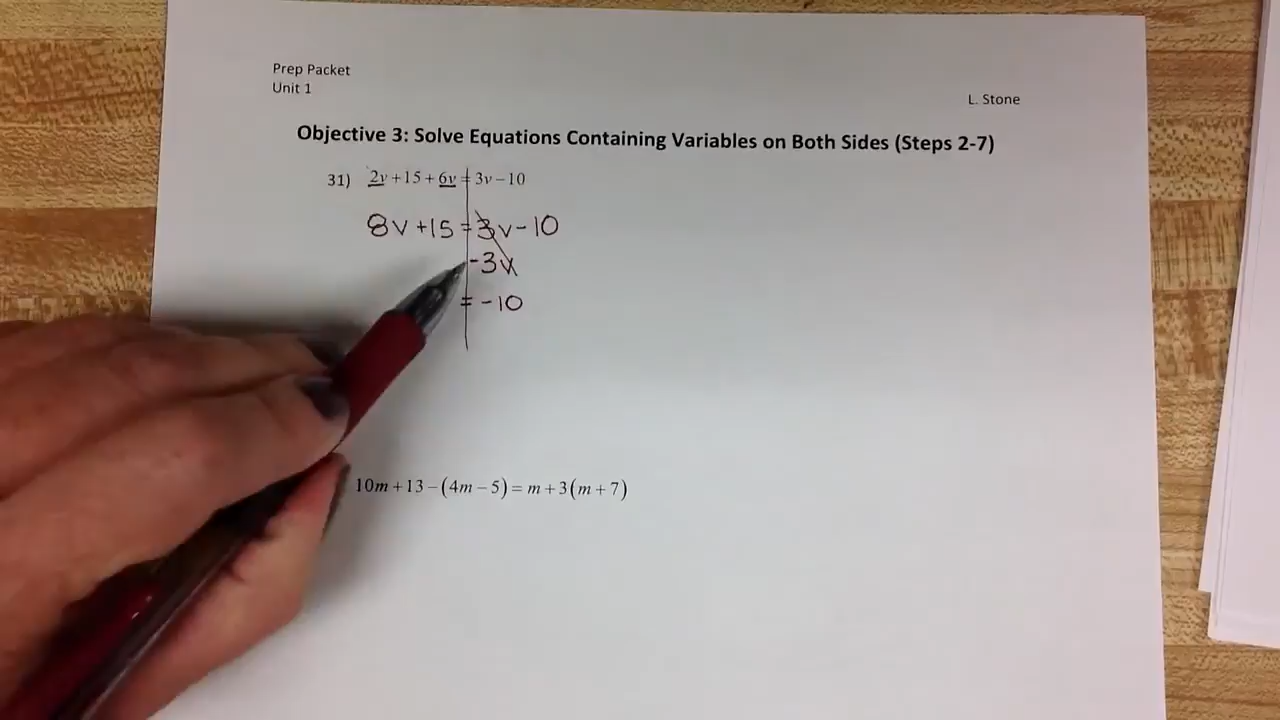 Prep Packet
Unit 1
L. Stone
Objective 3: Solve Equations Containing Variables on Both Sides (Steps 2-7)
31) 2v+15+6v=3v−10
8v+15=3v−10
−3v
=−10
10m+13−(4m−5)=m+3(m+7)